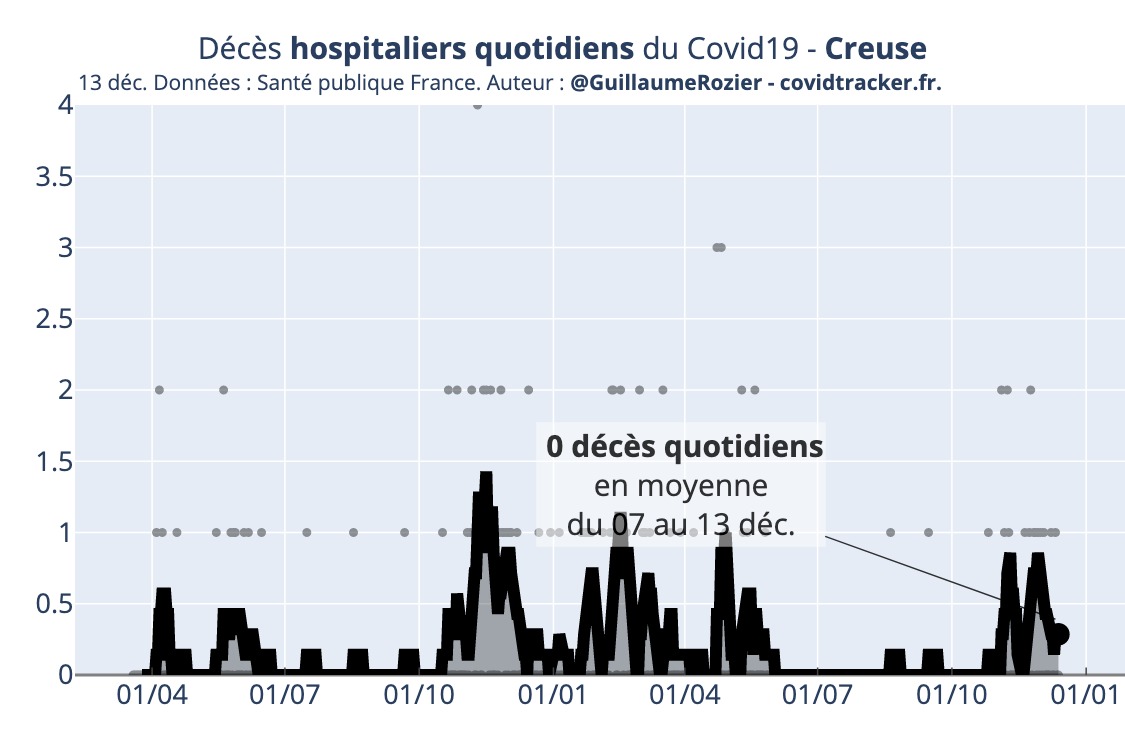 Décès hospitaliers quotidiens du Covid19 - Creuse
13 déc. Données : Santé publique France. Auteur : @GuillaumeRozier - covidtracker.fr.
4
3.5
3
2.5
2
0 décès quotidiens
1.5
en moyenne
du 07 au 13 déc.
1
0.5
0
01/04 01/07 01/10 01/01 01/04 01/07 01/10 01/01